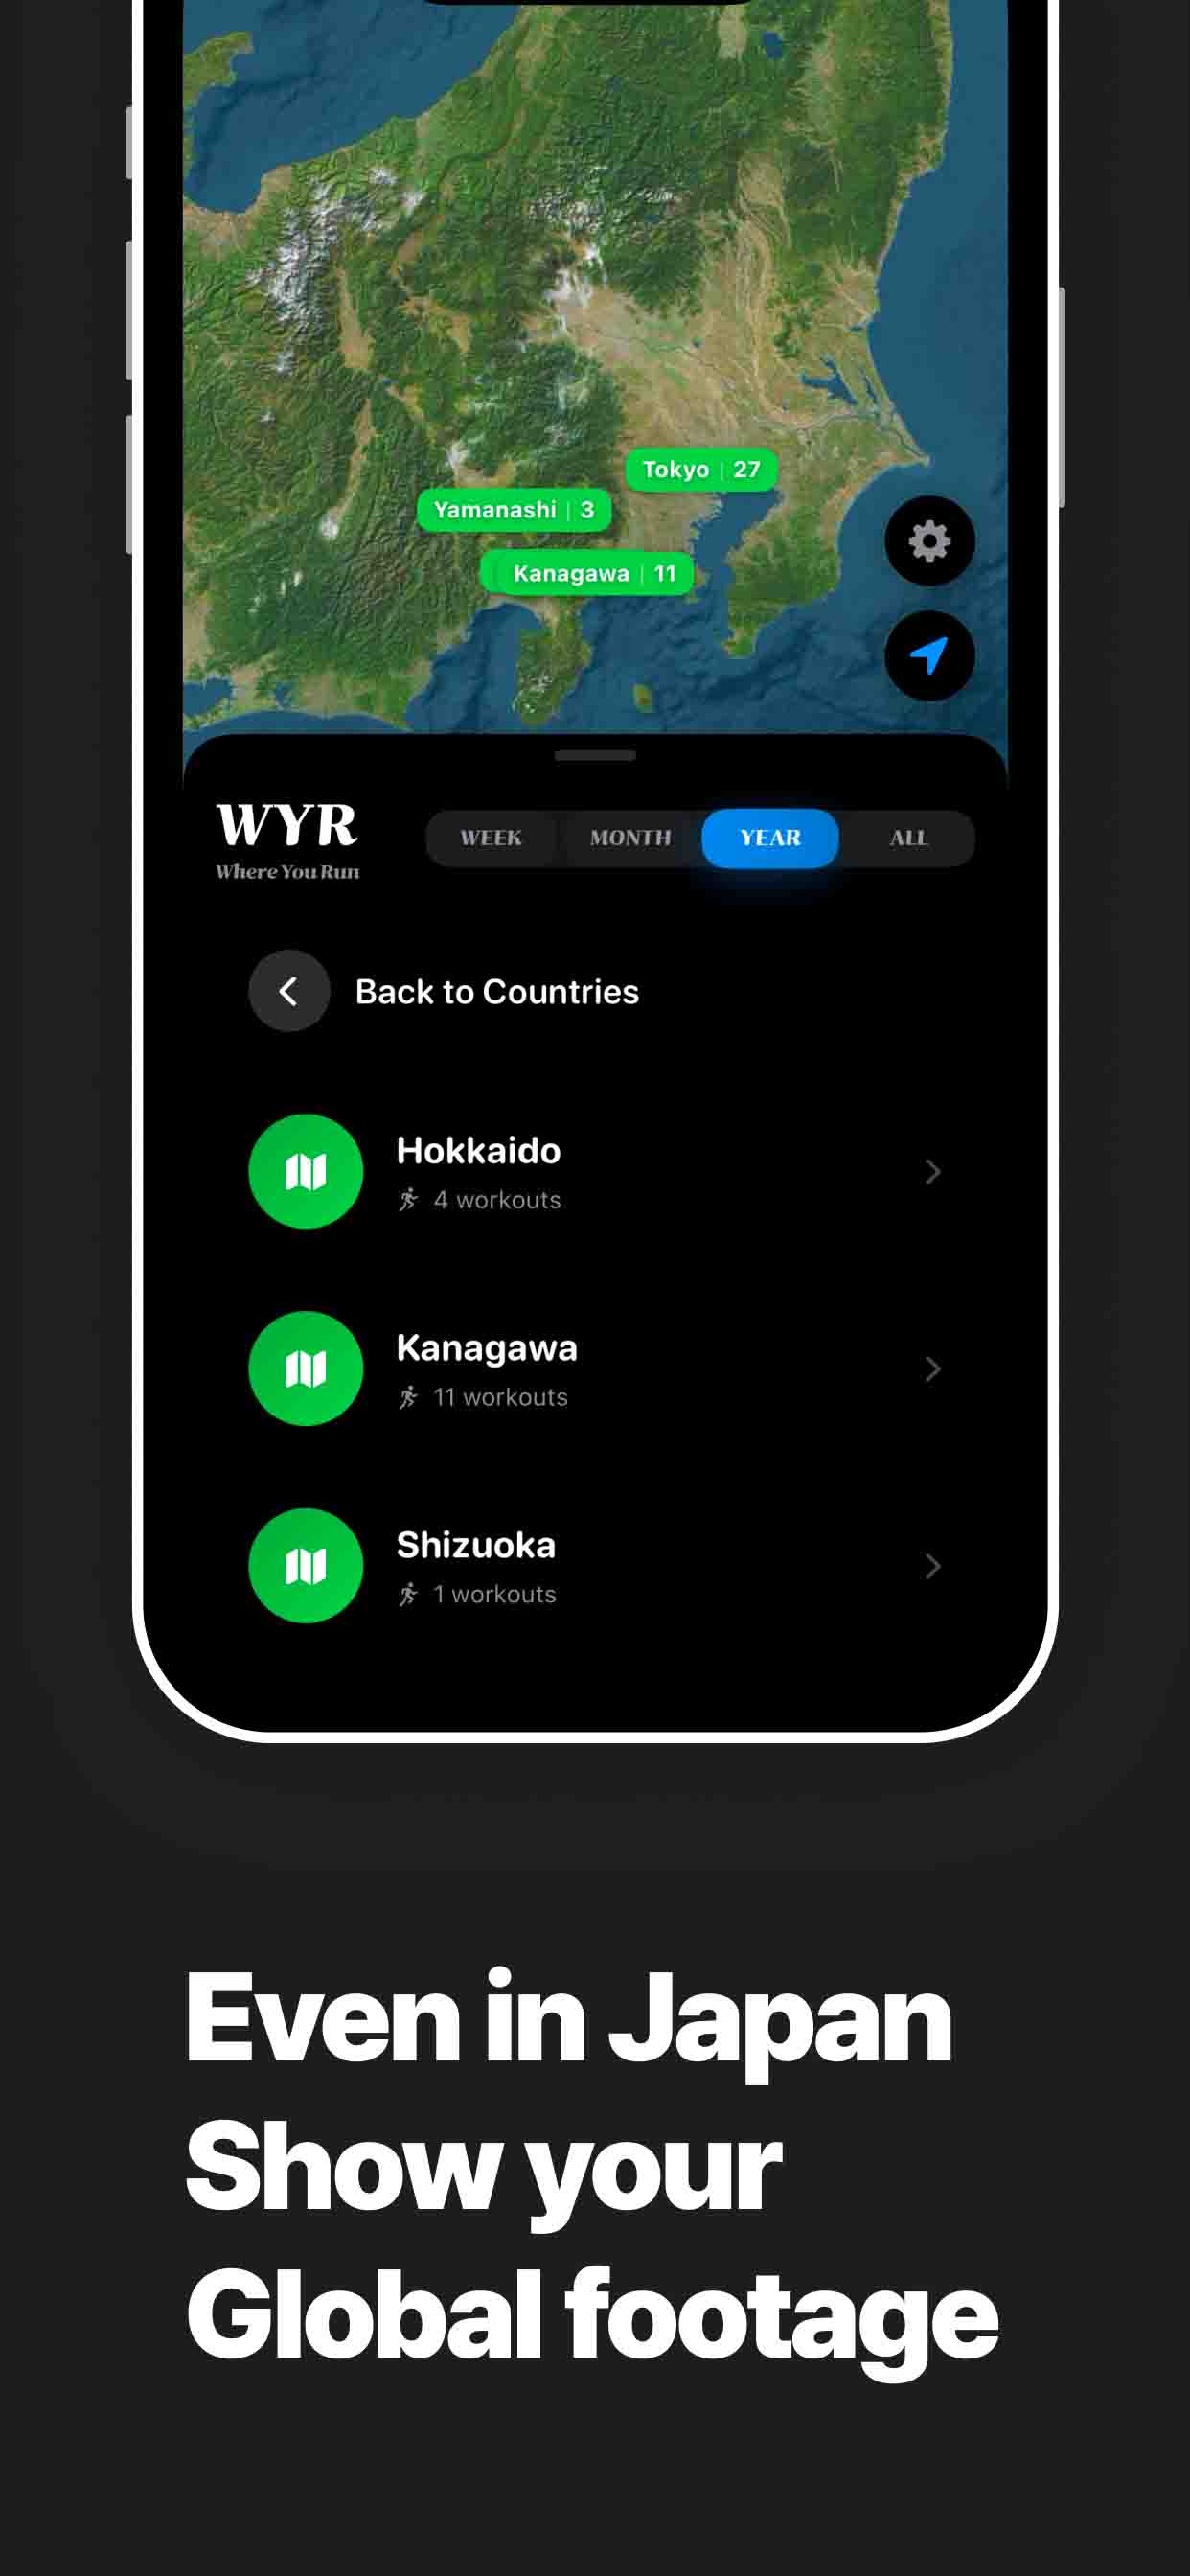 Tokyo | 27
Yamanashi | 3
Kanagawa | 11
WYR
Where You Run
WEEK
MONTH
YEAR
ALL
Back to Countries
Hokkaido
4 workouts
Kanagawa
11 workouts
Shizuoka
1 workouts
Even in Japan
Show your
Global footage